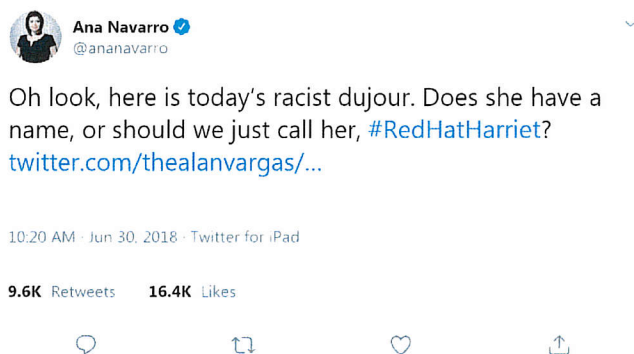 Ana Navarro
@ananavarro
Oh look, here is today's racist dujour. Does she have a
name, or should we just call her, #RedHatHarriet?
twitter.com/thealanvargas/...
10:20 AM · Jun 30, 2018 · Twitter for iPad
9.6K Retweets 16.4K Likes